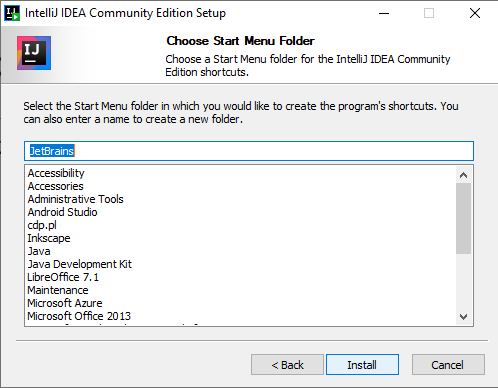 IntelliJ IDEA Community Edition Setup
IJ
Choose Start Menu Folder
Choose a Start Menu folder for the IntelliJ IDEA Community
Edition shortcuts.
Select the Start Menu folder in which you would like to create the program's shortcuts. You
can also enter a name to create a new folder.
JetBrains
Accessibility
Accessories
Administrative Tools
Android Studio
cdp.pl
Inkscape
Java
Java Development Kit
LibreOffice 7.1
Maintenance
Microsoft Azure
Microsoft Office 2013
< Back
Install
Cancel